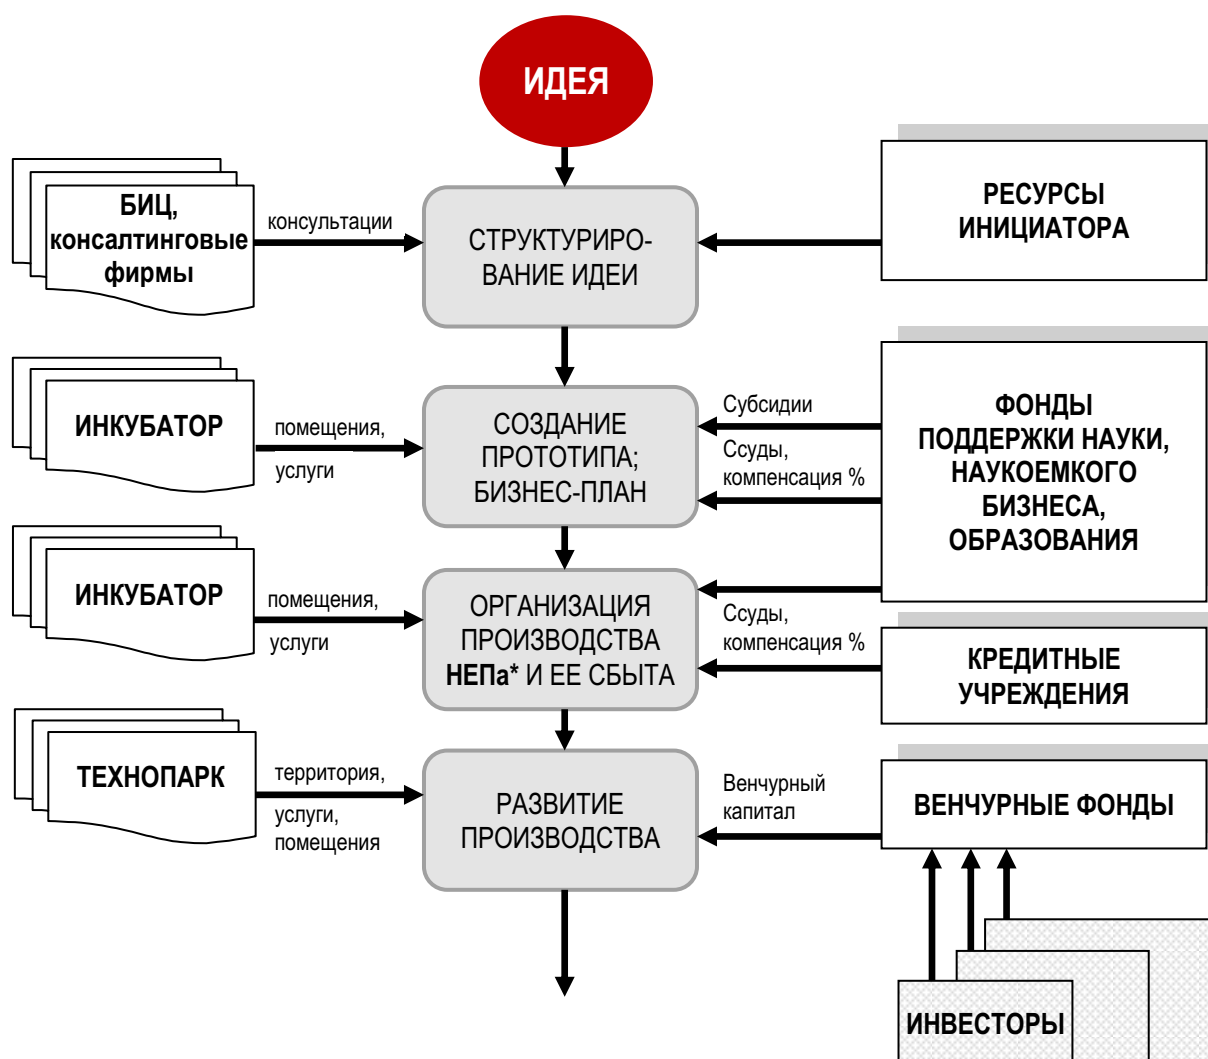 ИДЕЯ
БИЦ,
консалтинговые
фирмы
консультации
СТРУКТУРИРО-
ВАНИЕ ИДЕИ
РЕСУРСЫ
ИНИЦИАТОРА
ИНКУБАТОР
помещения,
услуги
СОЗДАНИЕ
ПРОТОТИПА;
БИЗНЕС-ПЛАН
Субсидии
Ссуды,
компенсация %
ФОНДЫ
ПОДДЕРЖКИ НАУКИ,
НАУКОЕМКОГО
БИЗНЕСА,
ОБРАЗОВАНИЯ
ИНКУБАТОР
помещения,
услуги
ОРГАНИЗАЦИЯ
ПРОИЗВОДСТВА
НЕПа* И ЕЕ СБЫТА
Ссуды,
компенсация %
КРЕДИТНЫЕ
УЧРЕЖДЕНИЯ
ТЕХНОПАРК
территория,
услуги,
помещения
РАЗВИТИЕ
ПРОИЗВОДСТВА
Венчурный
капитал
ВЕНЧУРНЫЕ ФОНДЫ
ИНВЕСТОРЫ